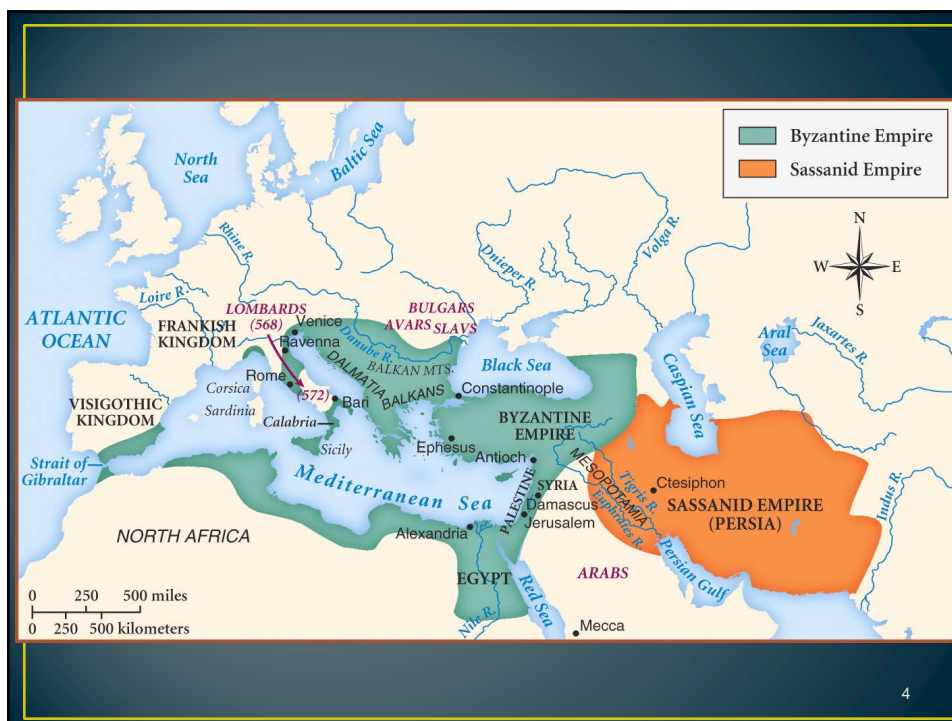 Byzantine Empire
Sassanid Empire
N
W
E
S
North
Sea
Baltic Sea
Volga R.
Dnieper R.
Rhine R.
Loire R.
ATLANTIC
OCEAN
FRANKISH
KINGDOM
LOMBARDS
(568)
Venice
Ravenna
BULGARS
AVARS
SLAVS
Danube R.
BALKAN MTS.
DALMATIA
BALKANS
Black Sea
Caspian Sea
Aral
Sea
Jaxartes R.
Rome
(572)
Bari
Constantinople
Corsica
Sardinia
VISIGOTHIC
KINGDOM
Calabria
Sicily
BYZANTINE
EMPIRE
Ephesus
Antioch
Strait of
Gibraltar
Mediterranean Sea
SYRIA
PALESTINE
Damascus
Jerusalem
MESOPOTAMIA
Tigris R.
Euphrates R.
Ctesiphon
SASSANID EMPIRE
(PERSIA)
Indus R.
NORTH AFRICA
Alexandria
EGYPT
Nile R.
Red Sea
ARABS
Persian Gulf
Mecca
0 250 500 miles
0 250 500 kilometers
4